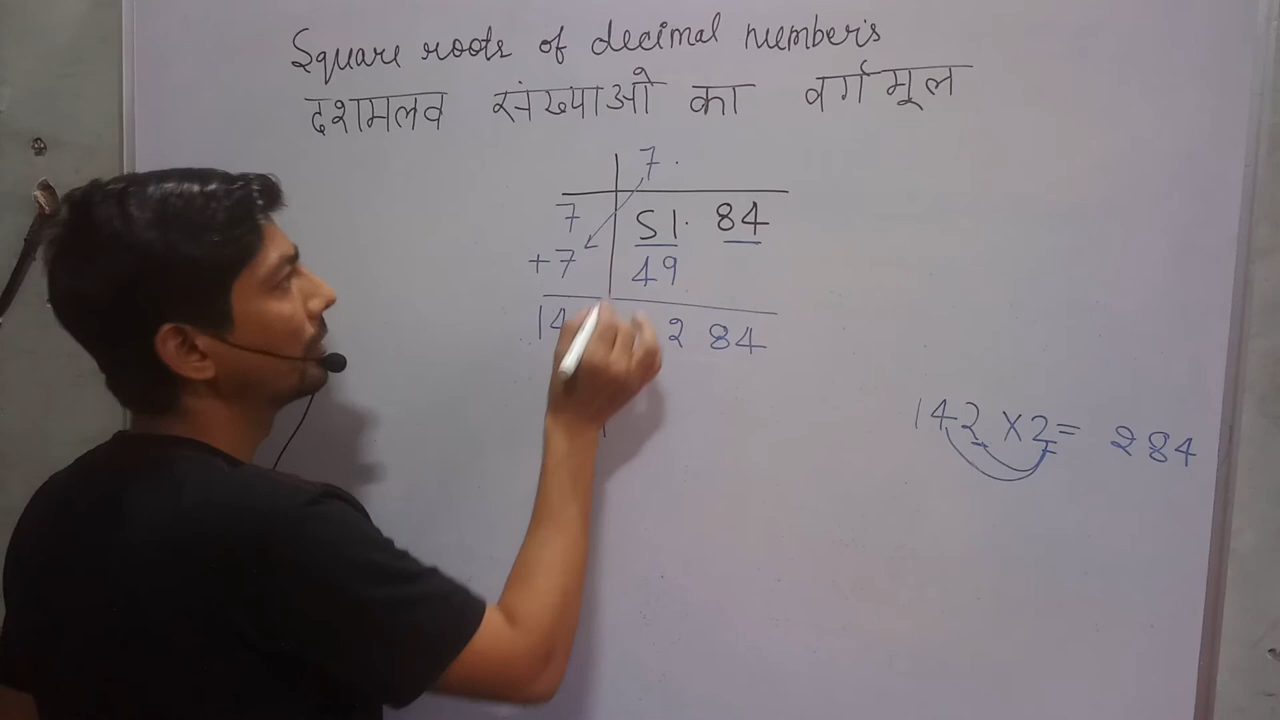 Square roots of decimal numbers
दशमलव संख्याओ का वर्गमूल
7.
7 51. 84
+7 49
14 2 84
142 × 2 = 284